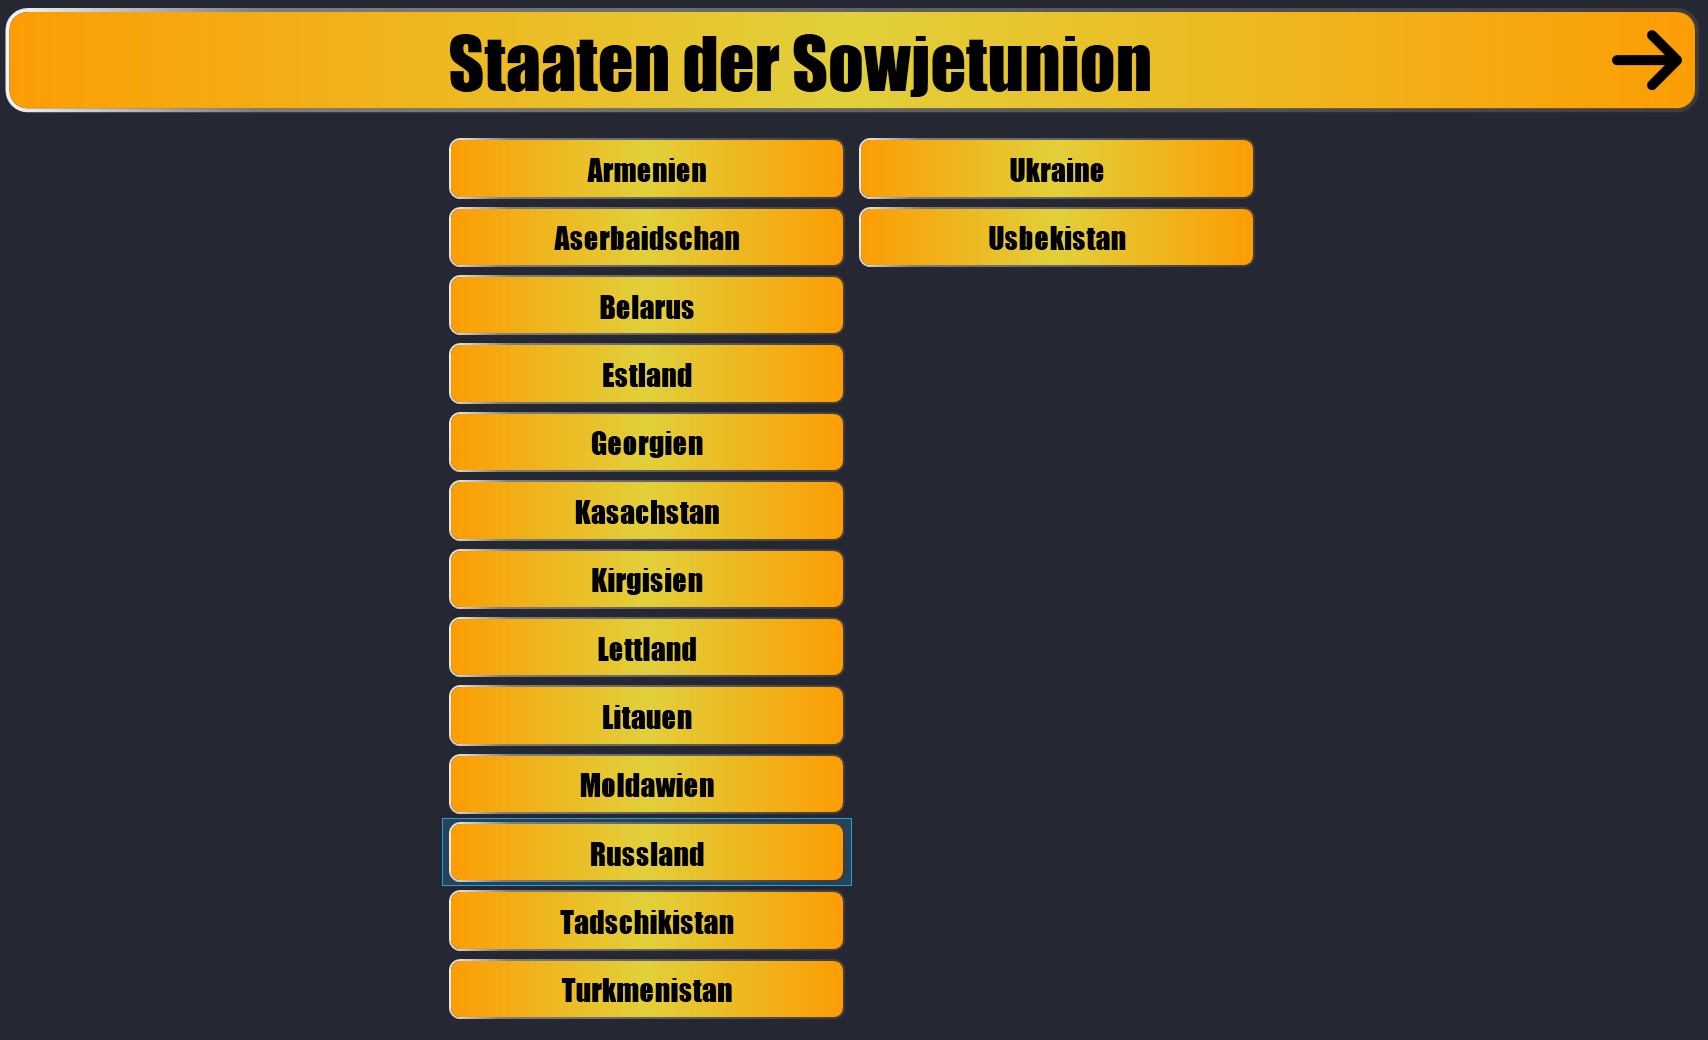 Staaten der Sowjetunion
Armenien
Aserbaidschan
Belarus
Estland
Georgien
Kasachstan
Kirgisien
Lettland
Litauen
Moldawien
Russland
Tadschikistan
Turkmenistan
Ukraine
Usbekistan